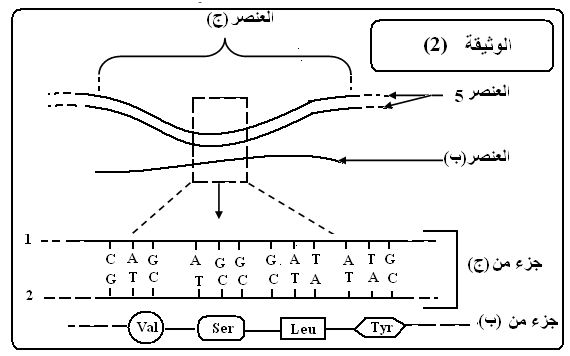 العنصر (ج)
الوثيقة (2)
العنصر 5
العنصر(ب)
1
C A G A G G G A T A T G
G T C T C C C T A T A C
2
جزء من (ج)
Val Ser Leu Tyr
جزء من (ب)